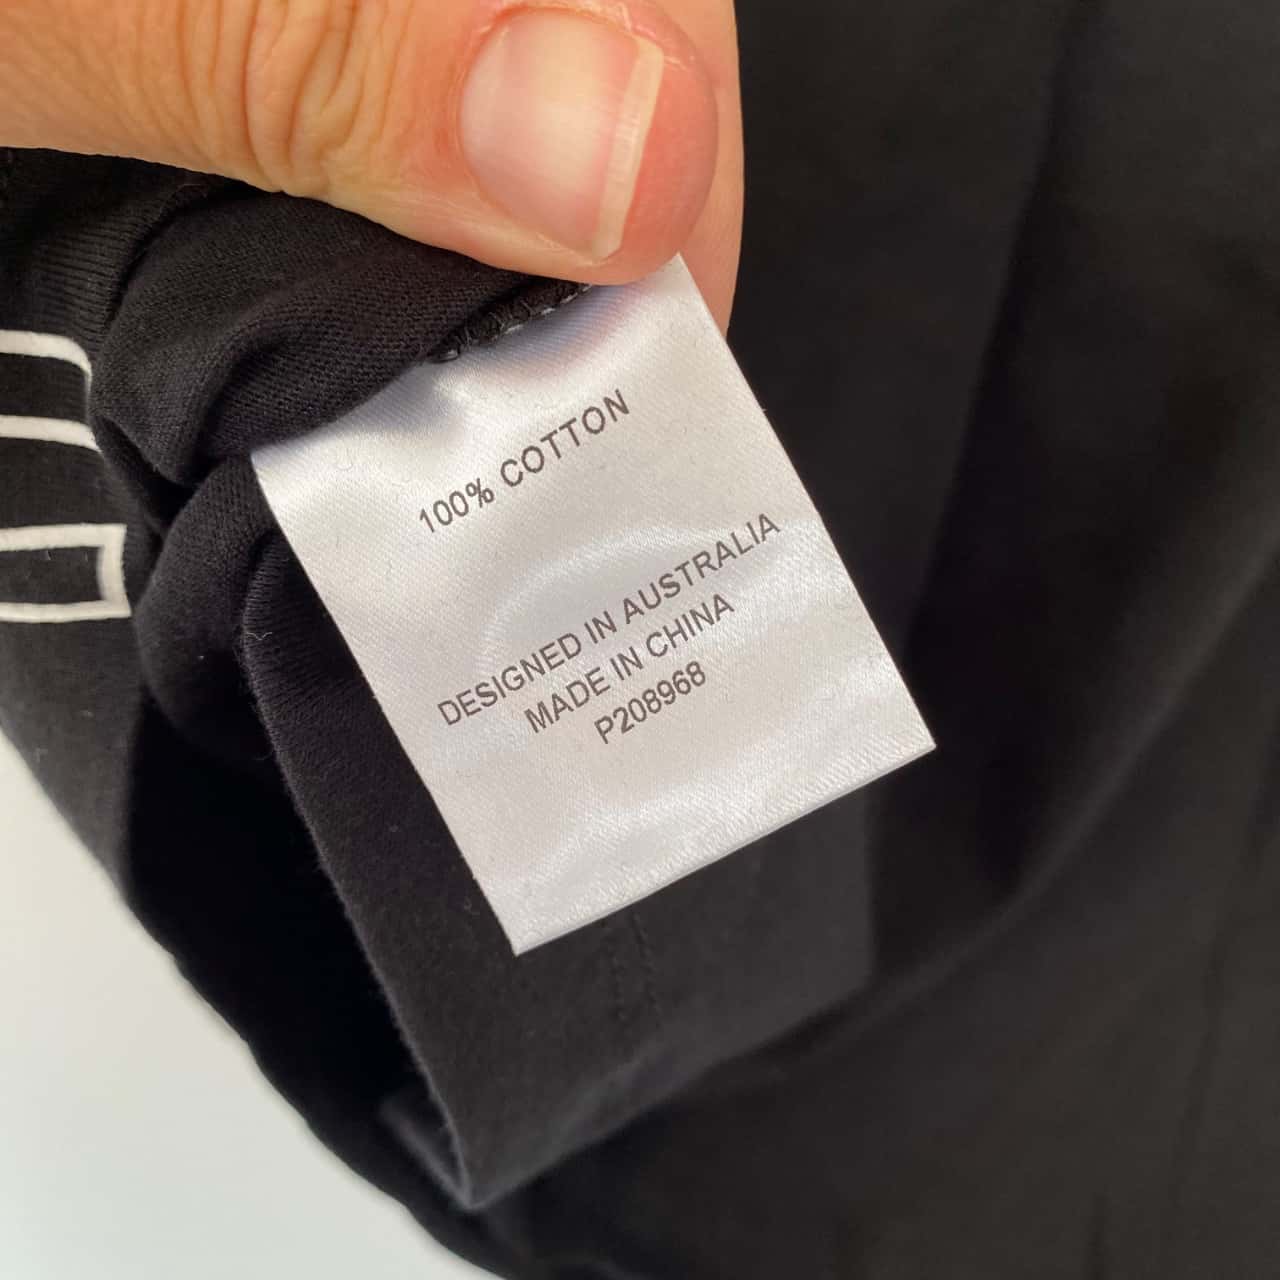 100% COTTON
DESIGNED IN AUSTRALIA
MADE IN CHINA
P208968